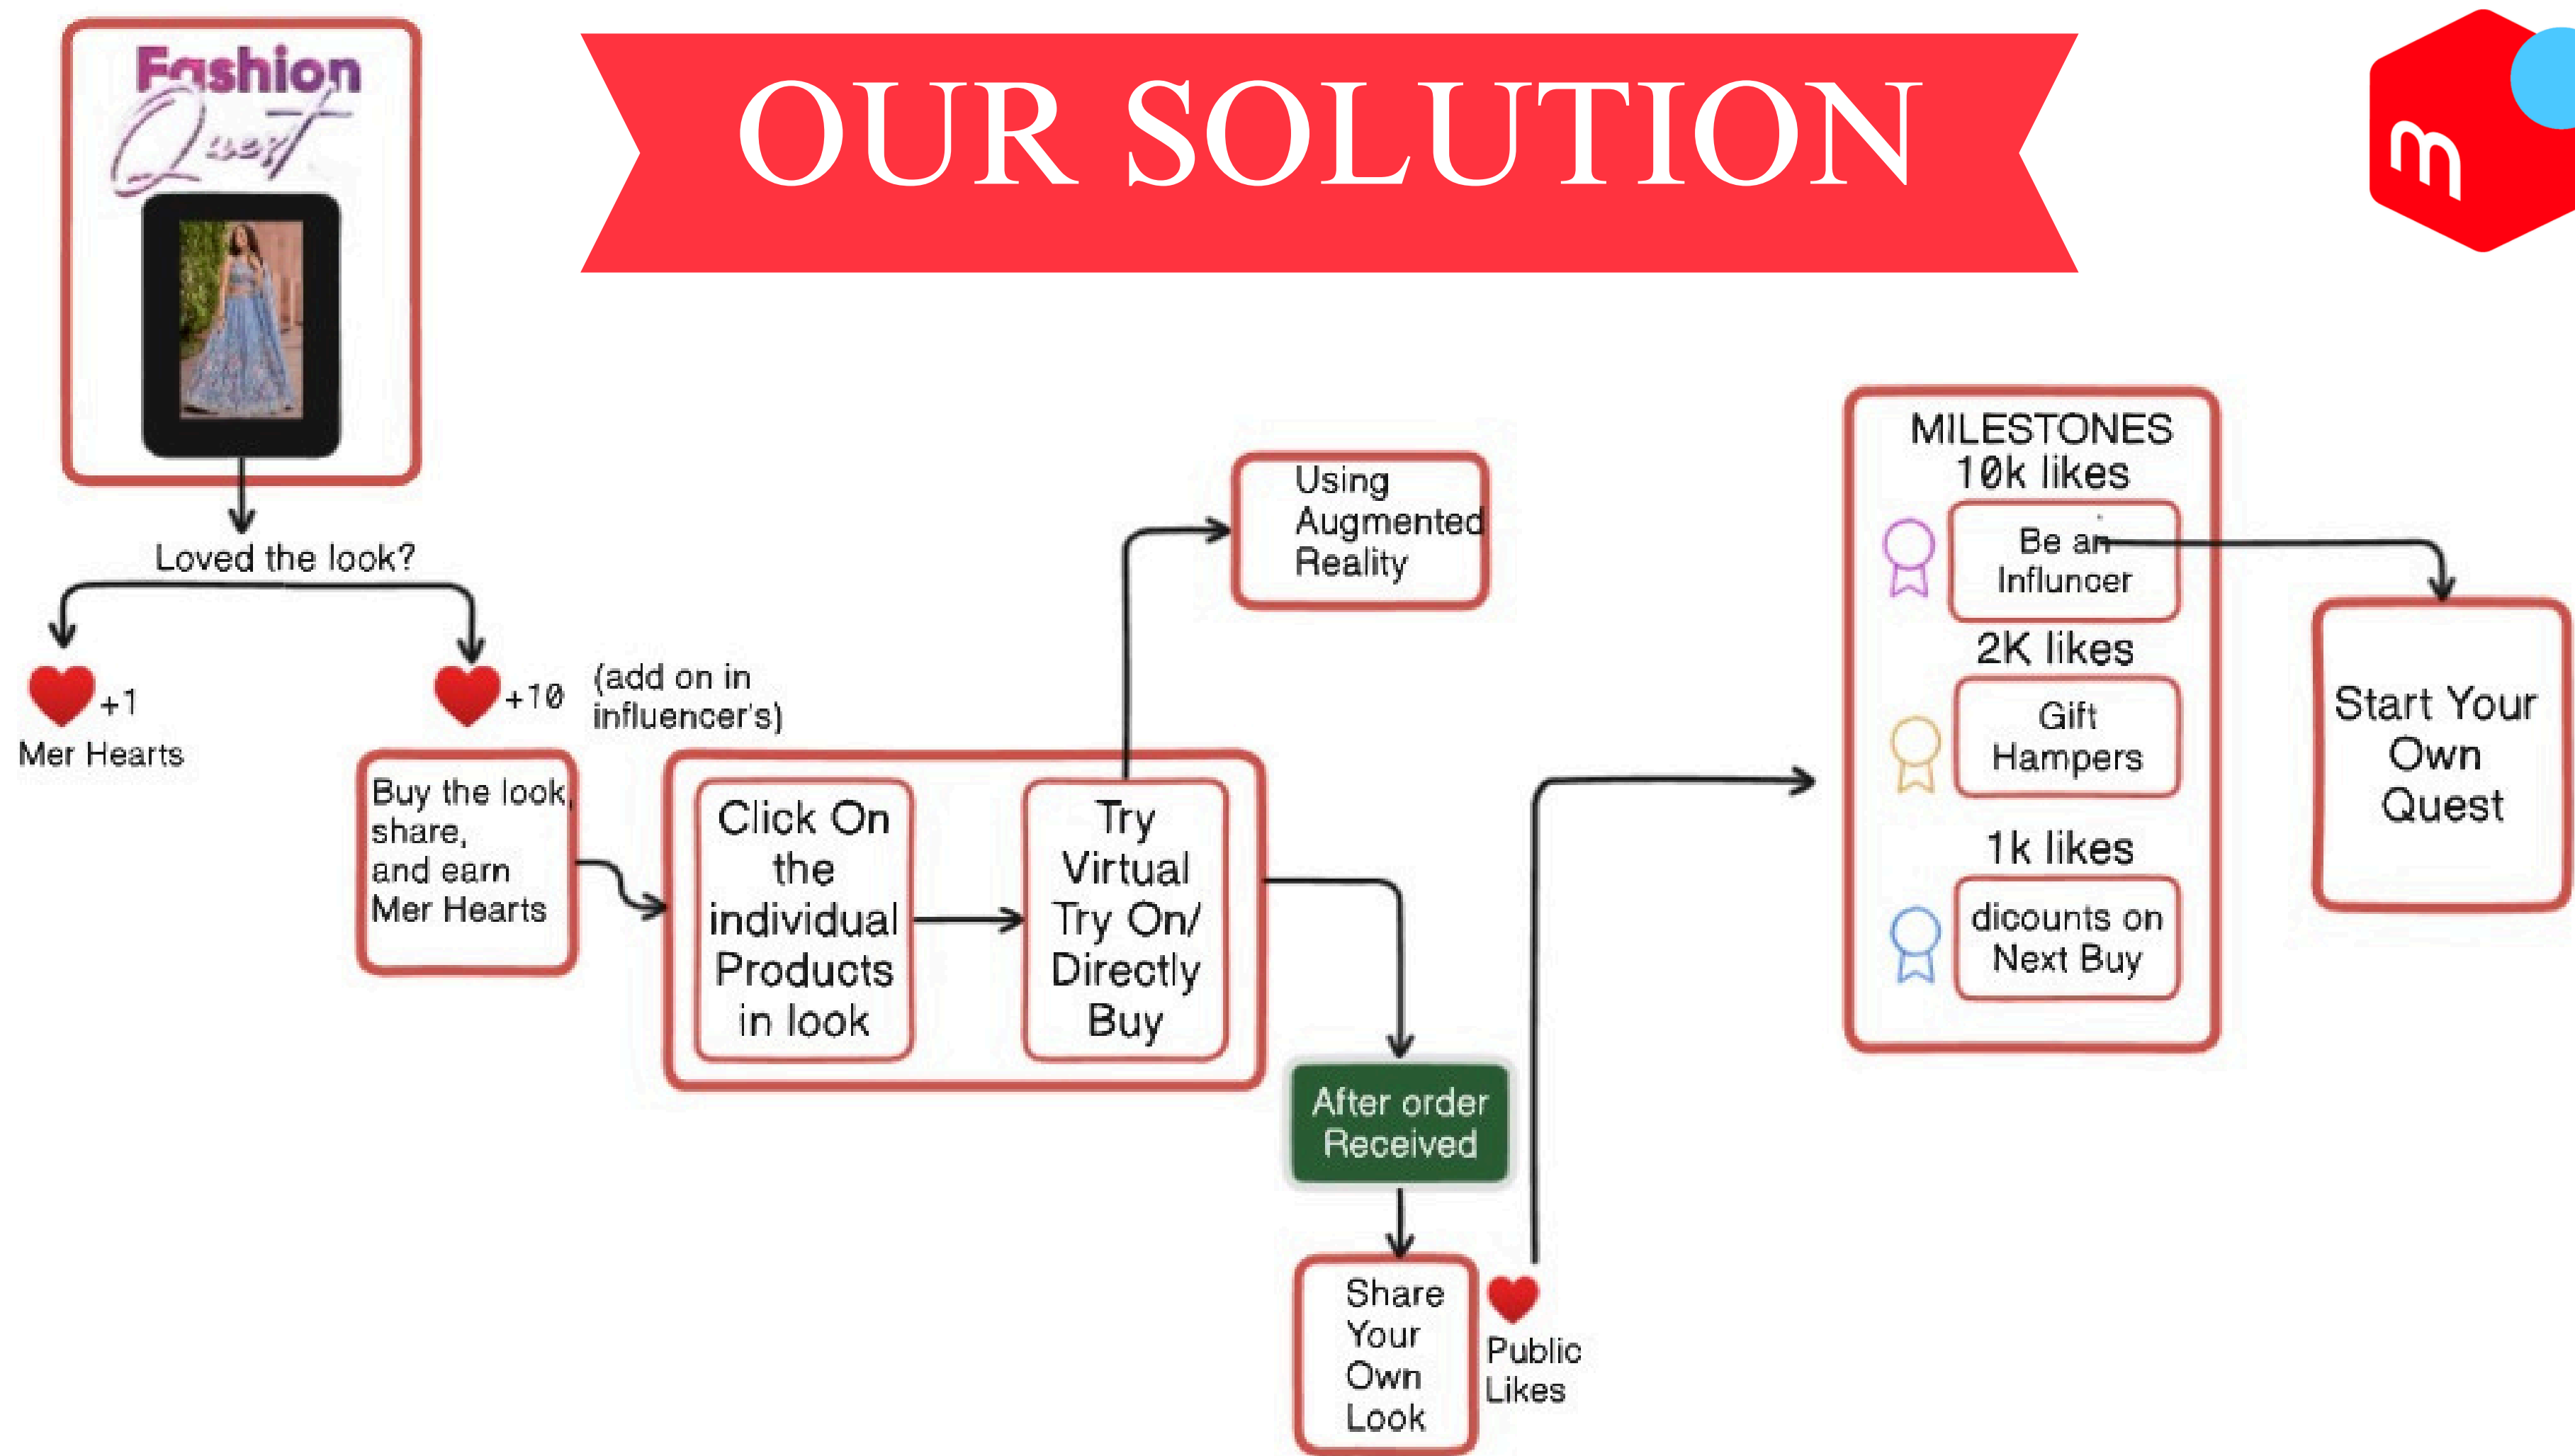 Fashion
Quest
OUR SOLUTION
m
Loved the look?
+1
Mer Hearts
+10
(add on in
influencer's)
Buy the look,
share,
and earn
Mer Hearts
Click On
the
individual
Products
in look
Try
Virtual
Try On/
Directly
Buy
Using
Augmented
Reality
After order
Received
Share
Your
Own
Look
Public
Likes
MILESTONES
10k likes
Be an
Influncer
2K likes
Gift
Hampers
1k likes
dicounts on
Next Buy
Start Your
Own
Quest